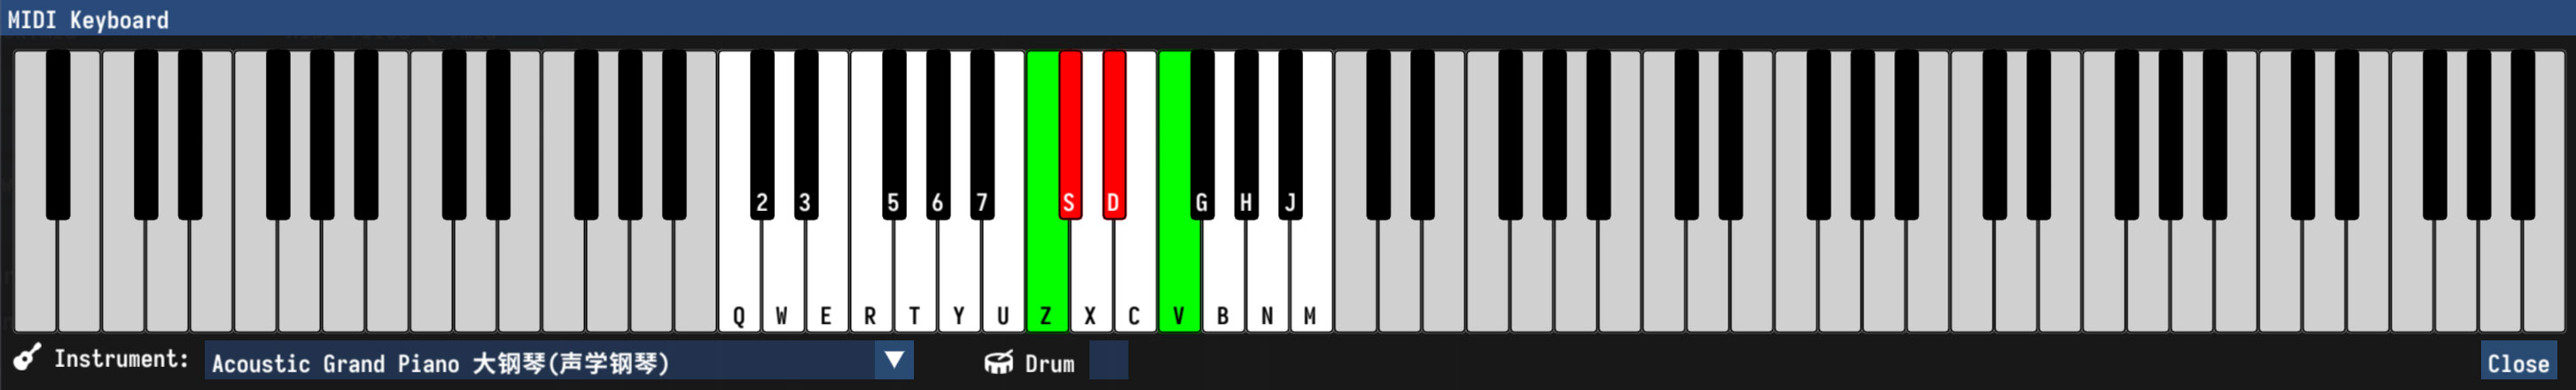 MIDI Keyboard
2 3 5 6 7 S D G H J
Q W E R T Y U Z X C V B N M
Instrument: Acoustic Grand Piano 大钢琴(声学钢琴) Drum Close